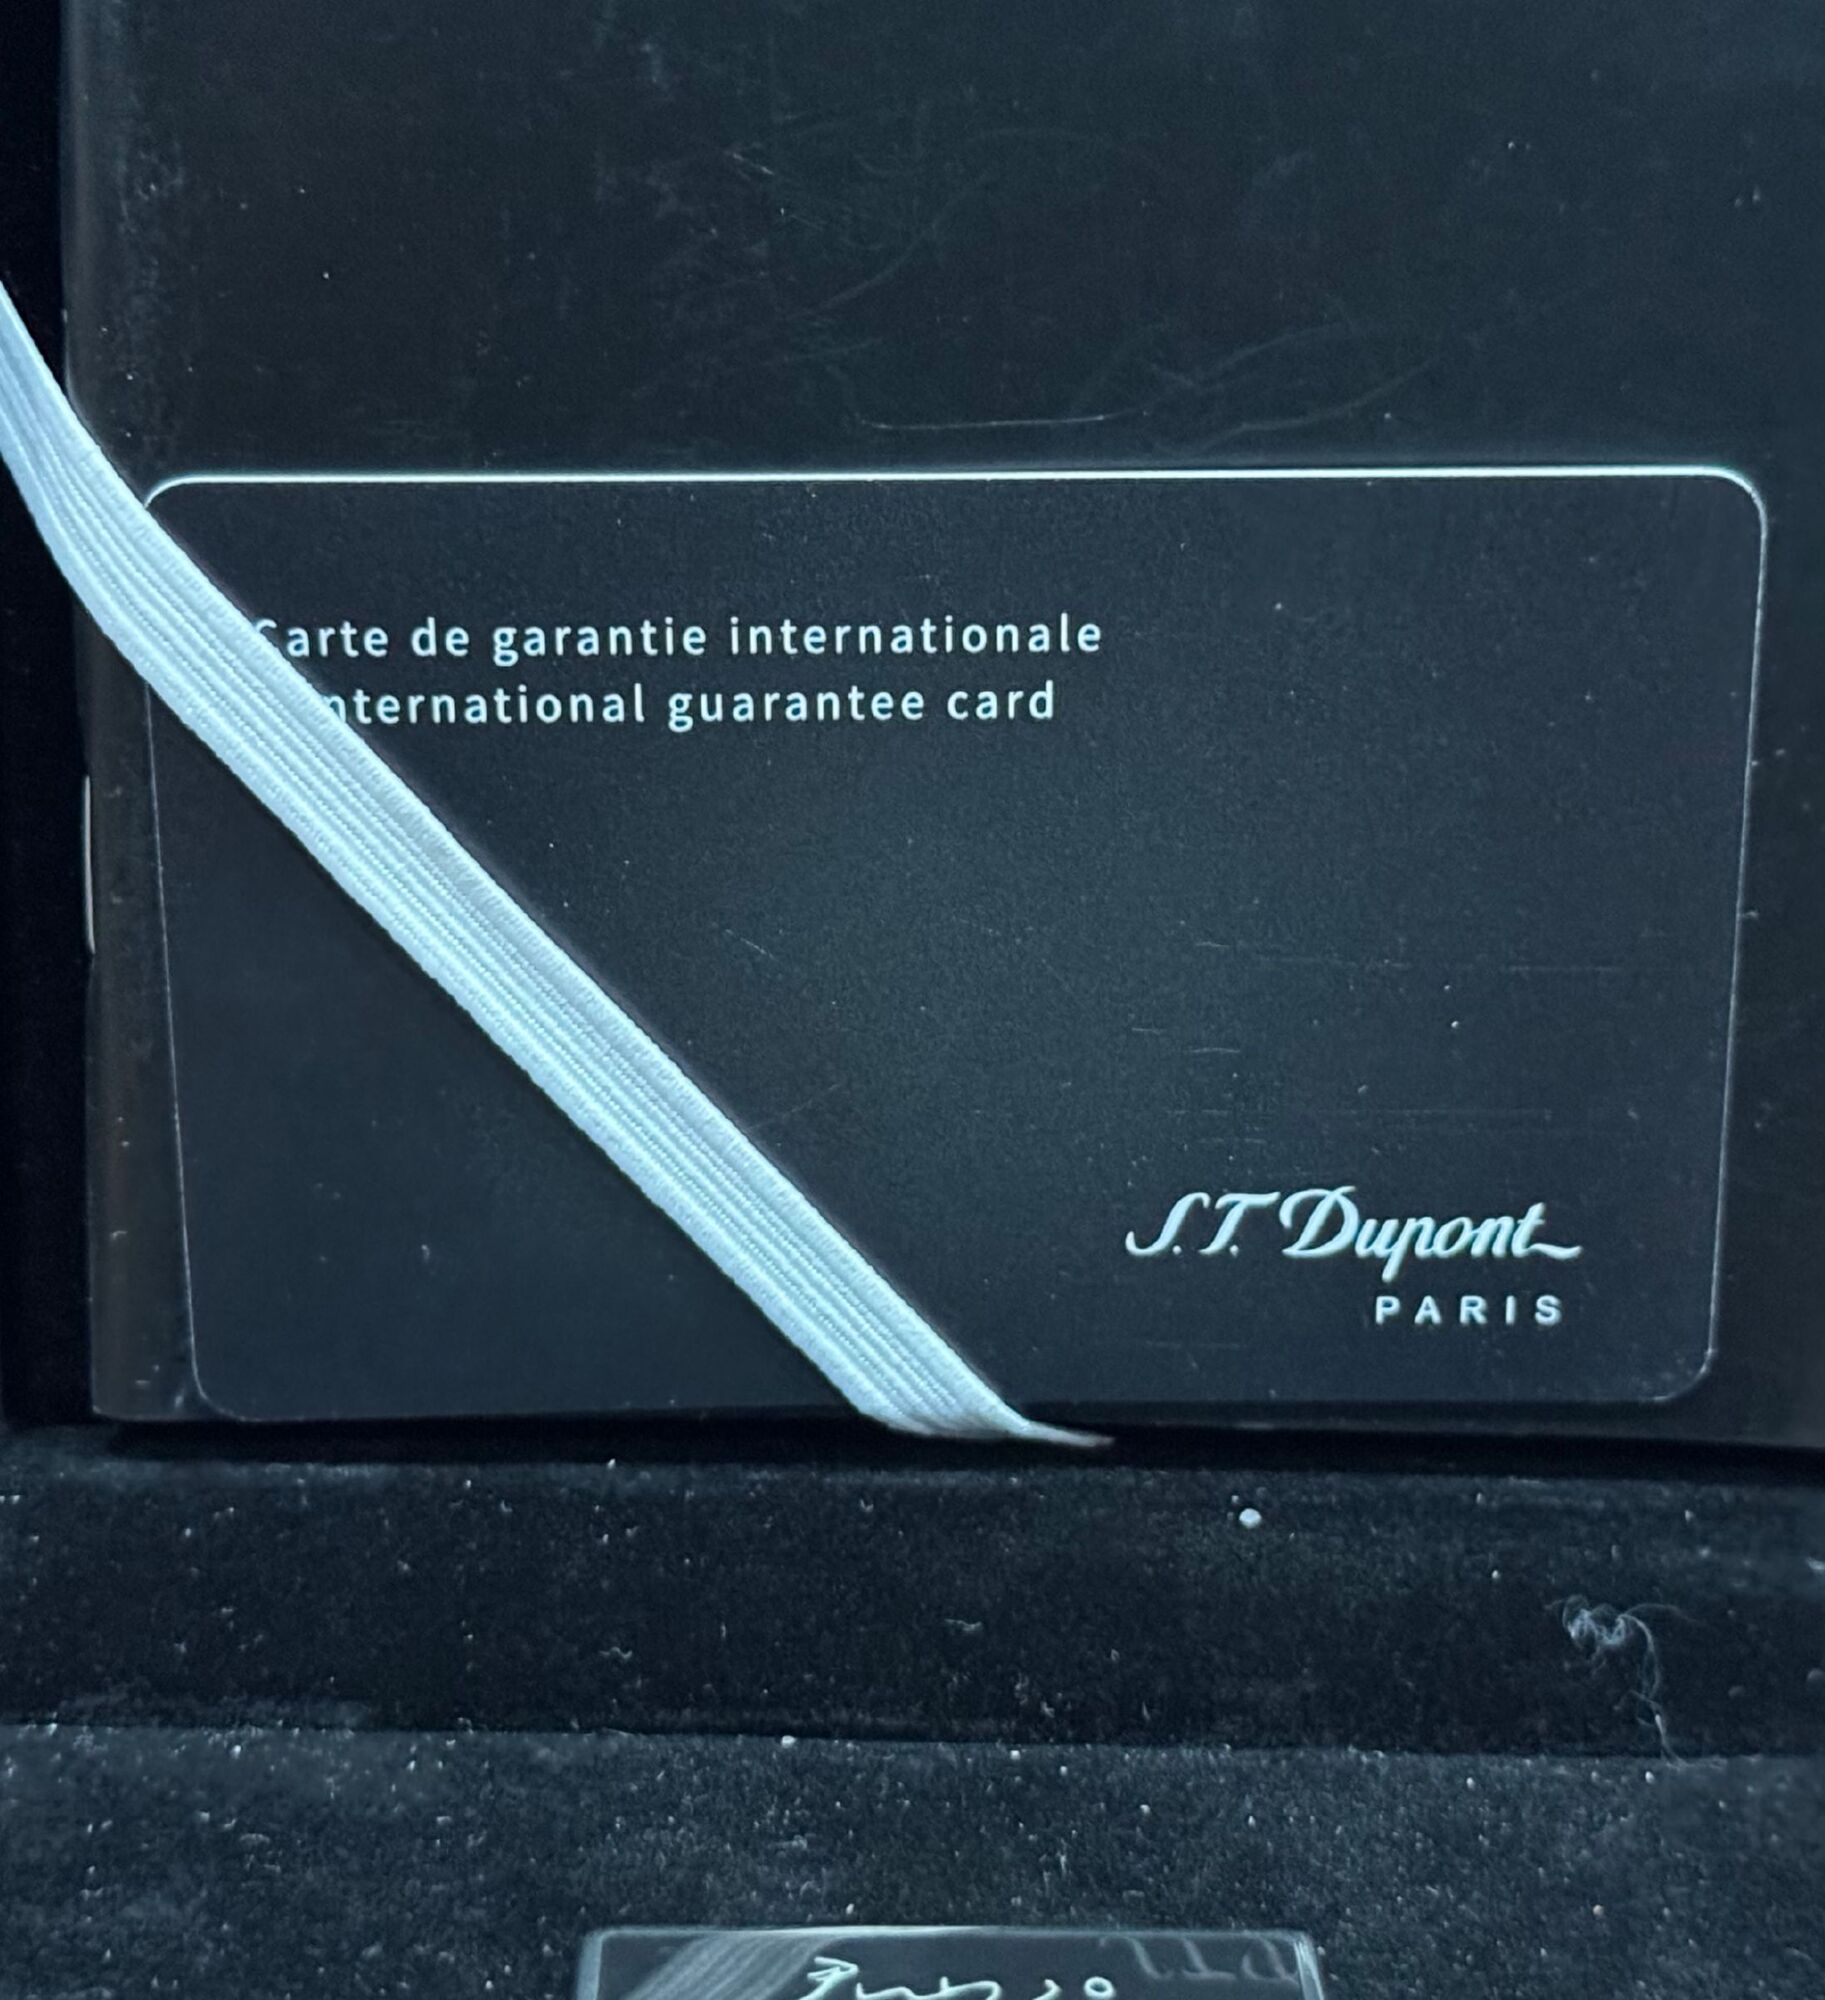 Carte de garantie internationale
International guarantee card
S.T. Dupont
PARIS